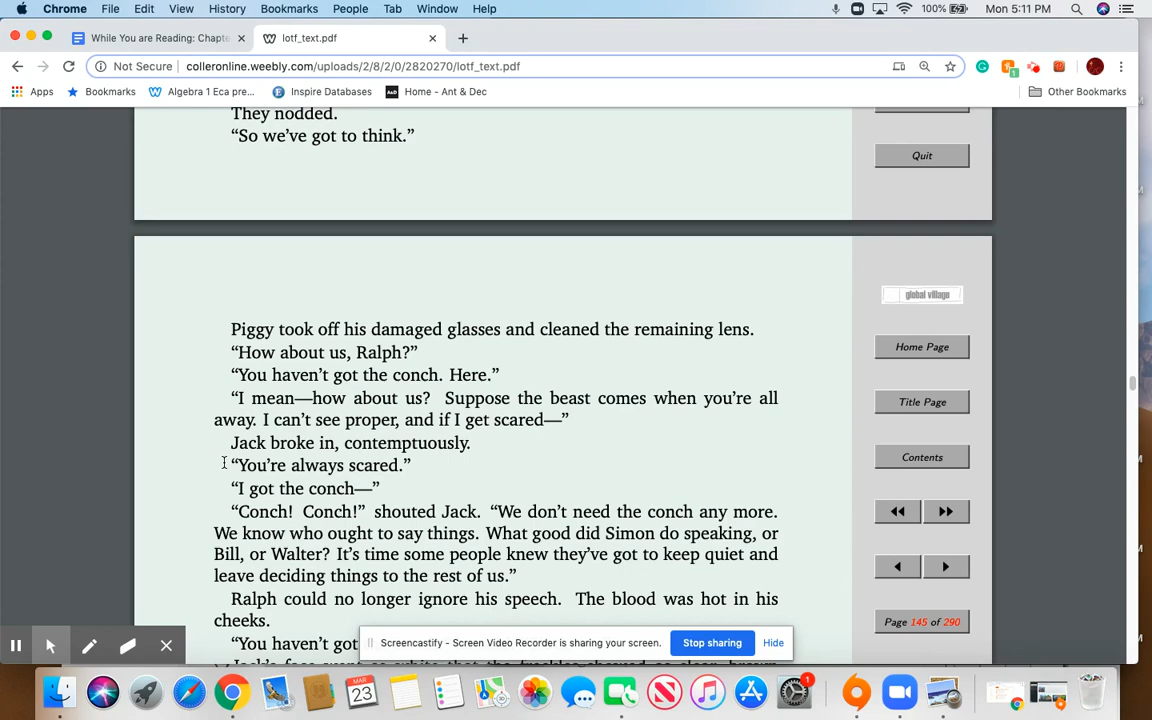 Chrome File Edit View History Bookmarks People Tab Window Help 100% Mon 5:11 PM
While You are Reading: Chapte
lotf_text.pdf
Not Secure colleronline.weebly.com/uploads/2/8/2/0/2820270/lotf_text.pdf
Apps Bookmarks Algebra 1 Eca pre... Inspire Databases Home - Ant & Dec Other Bookmarks
They nodded.
“So we’ve got to think.”
Quit
global village
Piggy took off his damaged glasses and cleaned the remaining lens.
“How about us, Ralph?”
Home Page
“You haven’t got the conch. Here.”
“I mean—how about us? Suppose the beast comes when you’re all
away. I can’t see proper, and if I get scared—”
Title Page
Jack broke in, contemptuously.
“You’re always scared.”
Contents
“I got the conch—”
“Conch! Conch!” shouted Jack. “We don’t need the conch any more.
We know who ought to say things. What good did Simon do speaking, or
Bill, or Walter? It’s time some people knew they’ve got to keep quiet and
leave deciding things to the rest of us.”
Ralph could no longer ignore his speech. The blood was hot in his
cheeks.
Page 145 of 290
“You haven’t got
Screencastify - Screen Video Recorder is sharing your screen. Stop sharing Hide
MAR
23
1